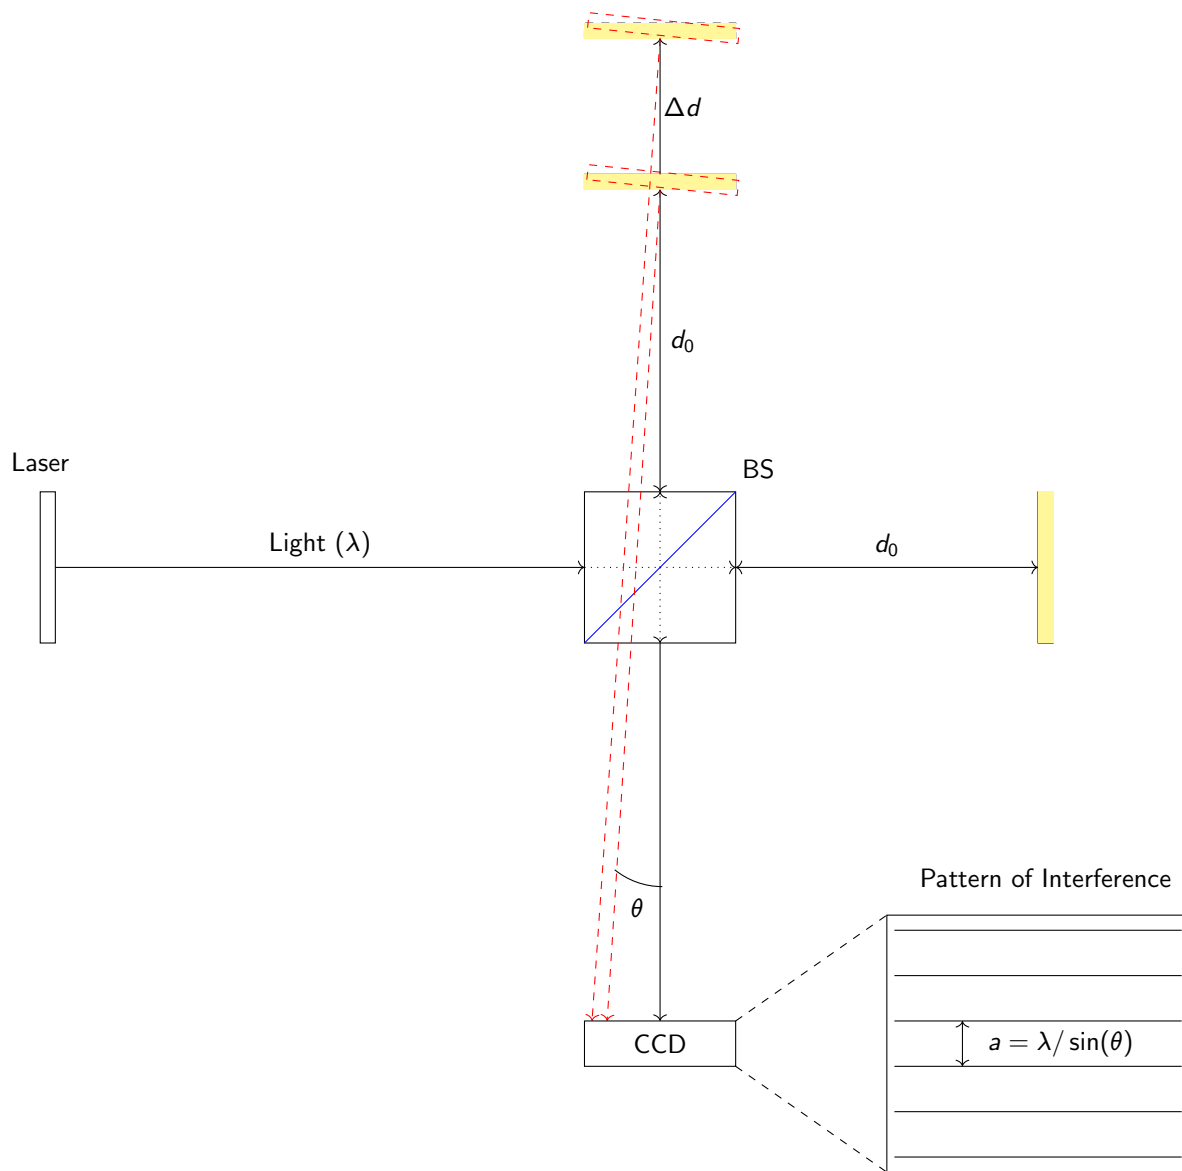 Δd
d₀
Laser
BS
Light (λ)
d₀
Pattern of Interference
θ
CCD
a = λ/ sin(θ)